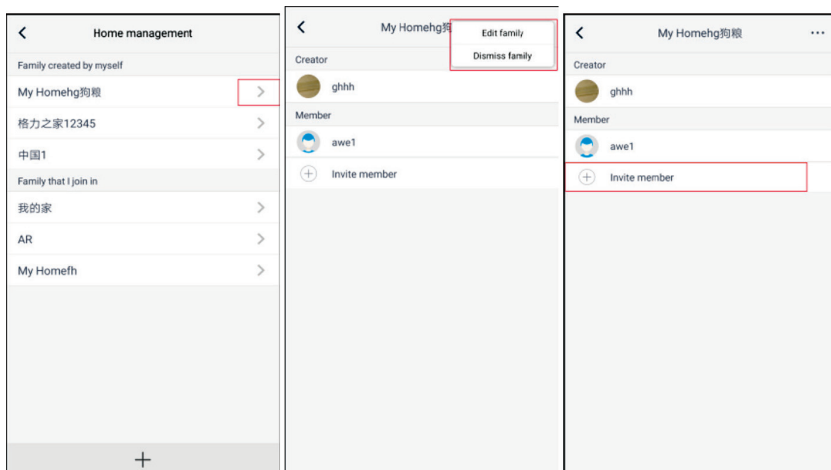 Home management
Family created by myself
My Homehg狗粮
格力之家12345
中国1
Family that I join in
我的家
AR
My Homefh
My Homehg狗
Edit family
Dismiss family
Creator
ghhh
Member
awe1
Invite member
My Homehg狗粮
Creator
ghhh
Member
awe1
Invite member